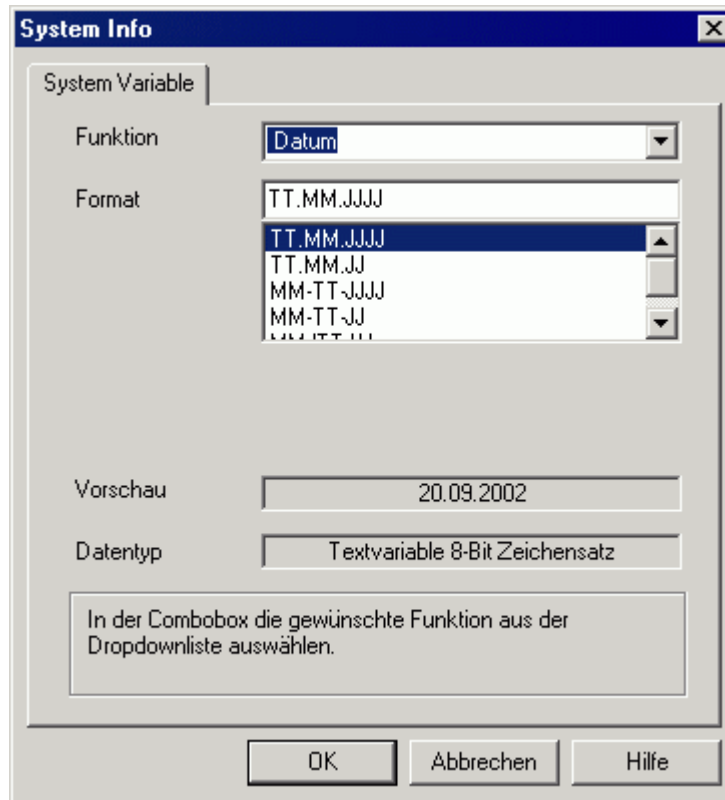 System Info
System Variable
Funktion
Datum
Format
TT.MM.JJJJ
TT.MM.JJJJ
TT.MM.JJ
MM-TT-JJJJ
MM-TT-JJ
Vorschau
20.09.2002
Datentyp
Textvariable 8-Bit Zeichensatz
In der Combobox die gewünschte Funktion aus der
Dropdownliste auswählen.
OK
Abbrechen
Hilfe